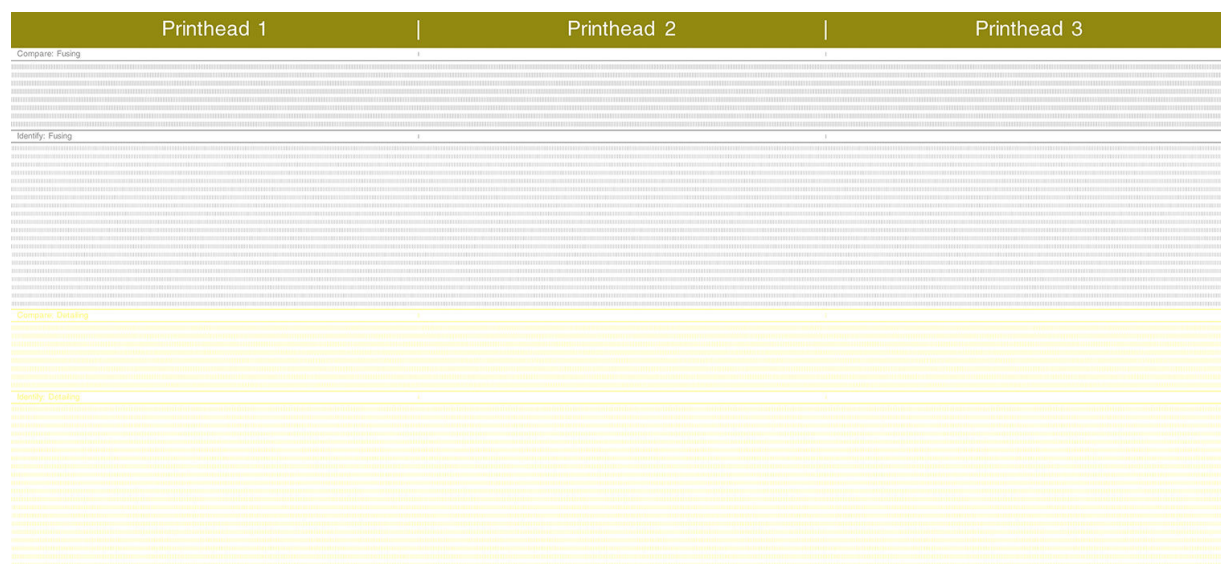 Printhead 1 | Printhead 2 | Printhead 3
Compare: Fusing
Identify: Fusing
Compare: Detailing
Identify: Detailing